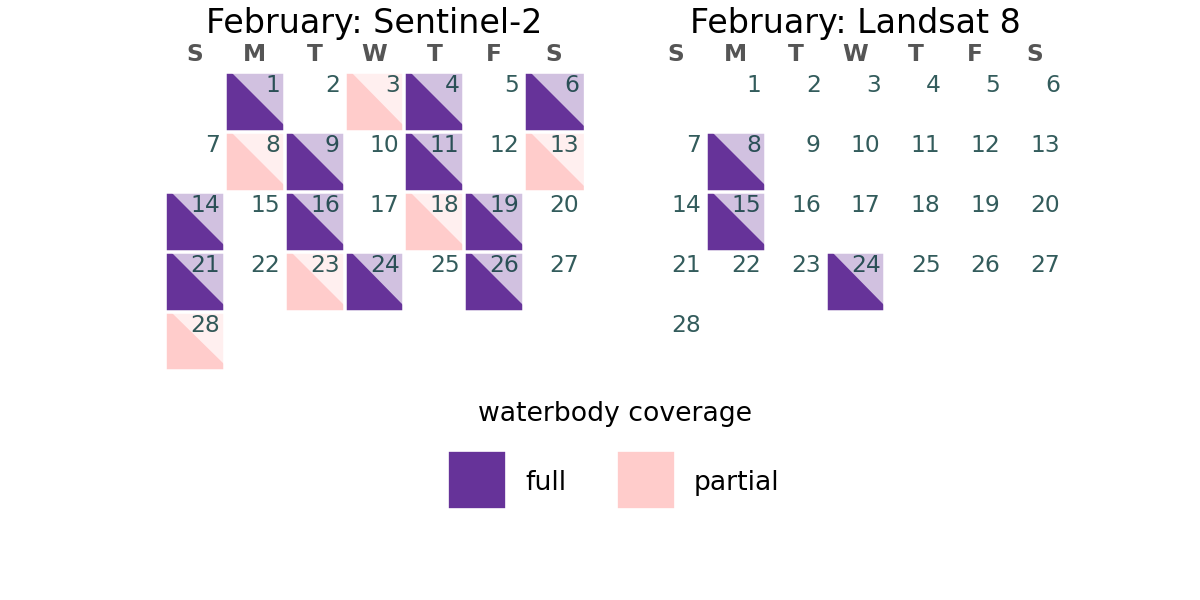 February: Sentinel-2
S M T W T F S
1 2 3 4 5 6
7 8 9 10 11 12 13
14 15 16 17 18 19 20
21 22 23 24 25 26 27
28
February: Landsat 8
S M T W T F S
1 2 3 4 5 6
7 8 9 10 11 12 13
14 15 16 17 18 19 20
21 22 23 24 25 26 27
28
waterbody coverage
full partial